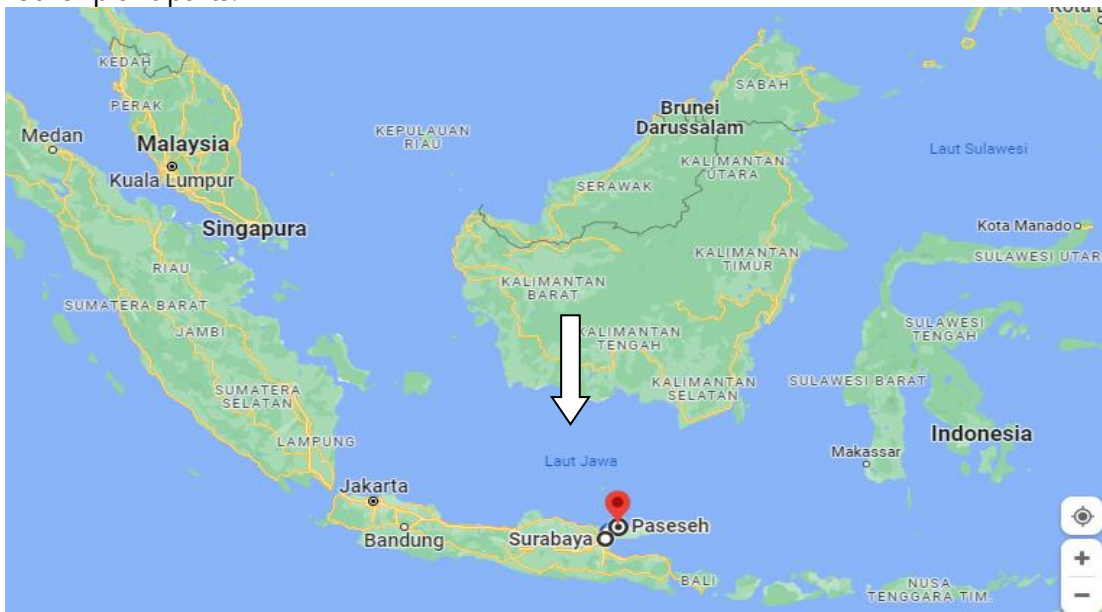 KEDAH
SABAH
PERAK
Brunei
Darussalam
Medan
Malaysia
KEPULAUAN
RIAU
Laut Sulawesi
KALIMANTAN
UTARA
Kuala Lumpur
SERAWAK
Singapura
Kota Manado
RIAU
KALIMANTAN
TIMUR
SULAWESI UTAR
KALIMANTAN
BARAT
SUMATERA BARAT
JAMBI
KALIMANTAN
TENGAH
SULAWESI
TENGAH
SUMATERA
SELATAN
KALIMANTAN
SELATAN
SULAWESI BARAT
LAMPUNG
Indonesia
Makassar
Laut Jawa
Jakarta
Bandung
Surabaya
Paseseh
BALI
NUSA
TENGGARA TIM